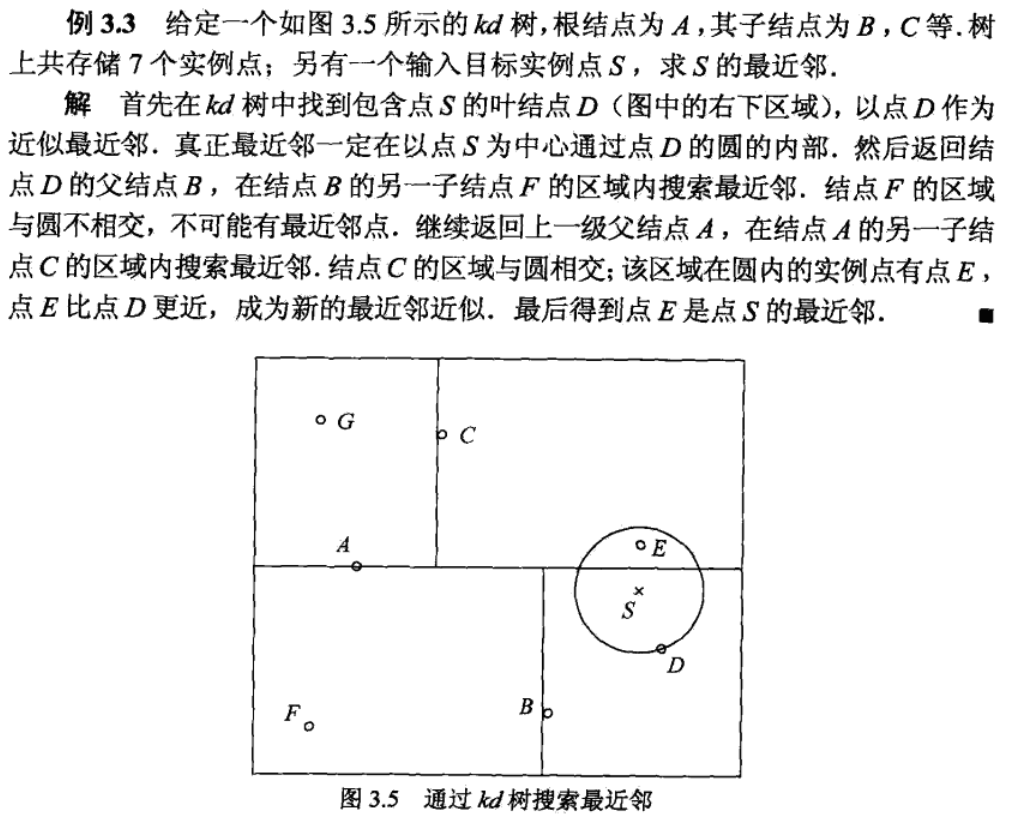 例 3.3 给定一个如图 3.5 所示的 kd 树,根结点为 A,其子结点为 B,C 等.树
上共存储 7 个实例点；另有一个输入目标实例点 S，求 S 的最近邻．
解 首先在 kd 树中找到包含点 S 的叶结点 D（图中的右下区域），以点 D 作为
近似最近邻．真正最近邻一定在以点 S 为中心通过点 D 的圆的内部．然后返回结
点 D 的父结点 B，在结点 B 的另一子结点 F 的区域内搜索最近邻．结点 F 的区域
与圆不相交，不可能有最近邻点．继续返回上一级父结点 A，在结点 A 的另一子结
点 C 的区域内搜索最近邻.结点 C 的区域与圆相交；该区域在圆内的实例点有点 E，
点 E 比点 D 更近，成为新的最近邻近似．最后得到点 E 是点 S 的最近邻．
G
C
A
E
S
D
B
F
图 3.5 通过 kd 树搜索最近邻